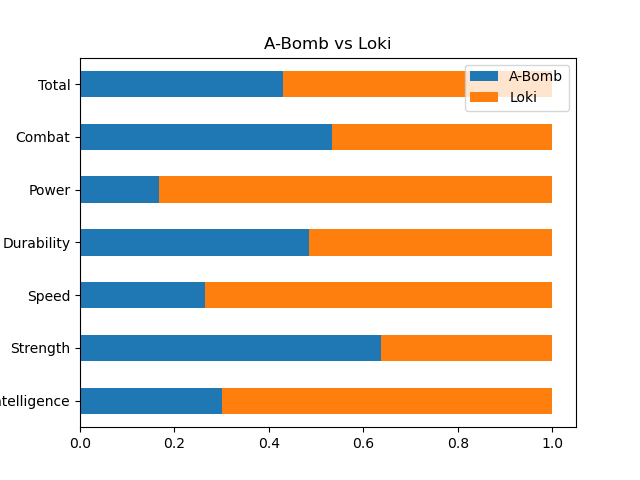 A-Bomb vs Loki
A-Bomb
Loki
Total
Combat
Power
Durability
Speed
Strength
ntelligence
0.0 0.2 0.4 0.6 0.8 1.0